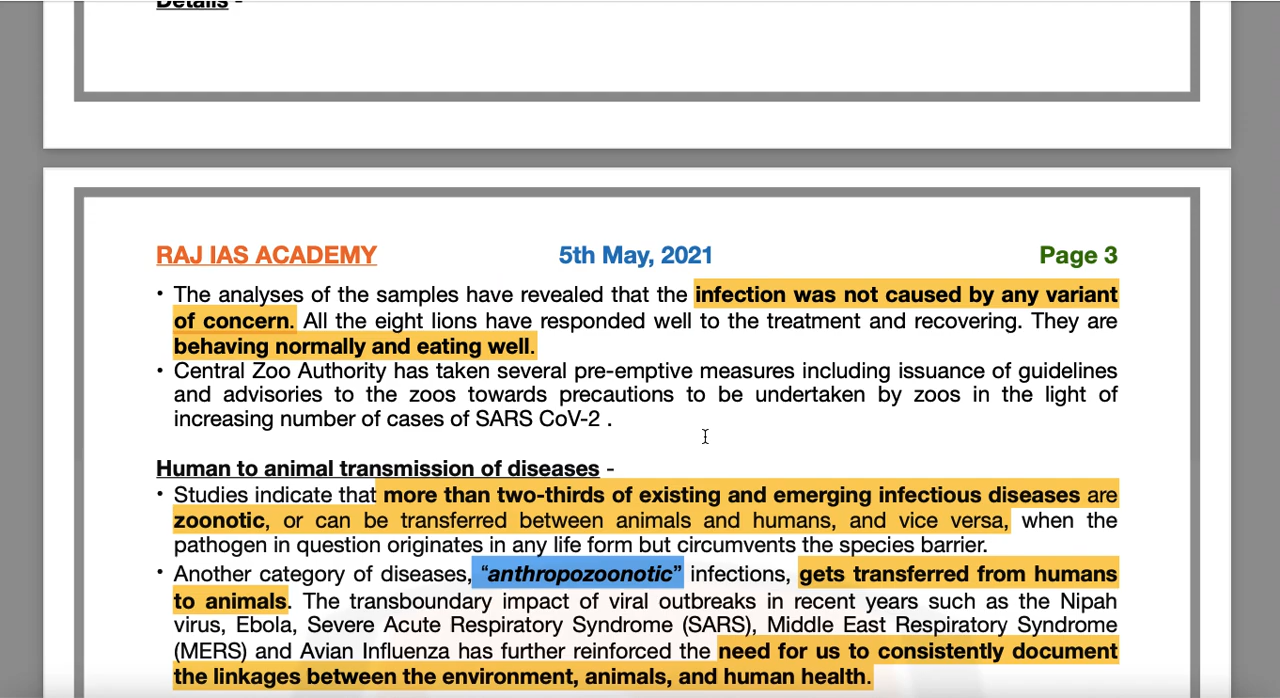 Details -
RAJ IAS ACADEMY 5th May, 2021 Page 3
• The analyses of the samples have revealed that the infection was not caused by any variant
of concern. All the eight lions have responded well to the treatment and recovering. They are
behaving normally and eating well.
• Central Zoo Authority has taken several pre-emptive measures including issuance of guidelines
and advisories to the zoos towards precautions to be undertaken by zoos in the light of
increasing number of cases of SARS CoV-2 .
Human to animal transmission of diseases -
• Studies indicate that more than two-thirds of existing and emerging infectious diseases are
zoonotic, or can be transferred between animals and humans, and vice versa, when the
pathogen in question originates in any life form but circumvents the species barrier.
• Another category of diseases, “anthropozoonotic” infections, gets transferred from humans
to animals. The transboundary impact of viral outbreaks in recent years such as the Nipah
virus, Ebola, Severe Acute Respiratory Syndrome (SARS), Middle East Respiratory Syndrome
(MERS) and Avian Influenza has further reinforced the need for us to consistently document
the linkages between the environment, animals, and human health.